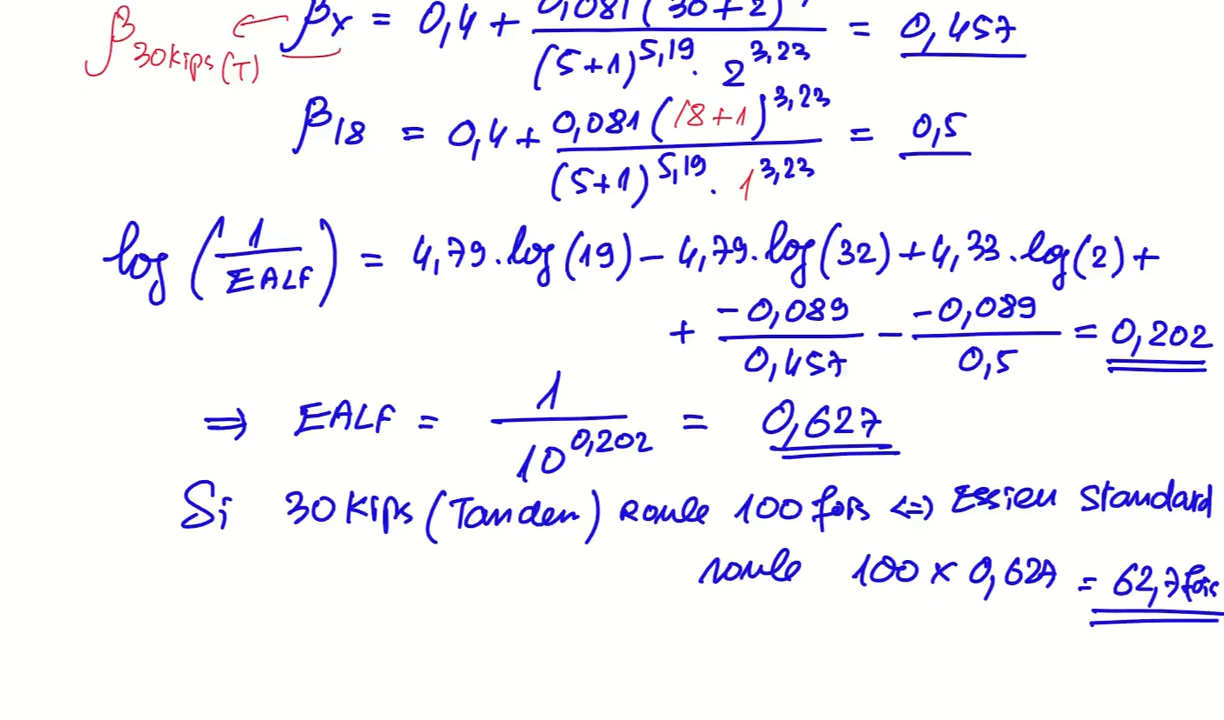 β30kips(T) ← βx = 0,4 + 0,081(30+2) / (5+1)^5,19 . 2^3,23 = 0,457
β18 = 0,4 + 0,081(18+1)^3,23 / (5+1)^5,19 . 1^3,23 = 0,5
log(1/EALF) = 4,79.log(19) - 4,79.log(32) + 4,33.log(2) +
+ -0,089/0,457 - -0,089/0,5 = 0,202
⇒ EALF = 1/10^0,202 = 0,627
Si 30 Kips (Tandem) roule 100 fois <=> Essieu Standard
roule 100 x 0,627 = 62,7 fois